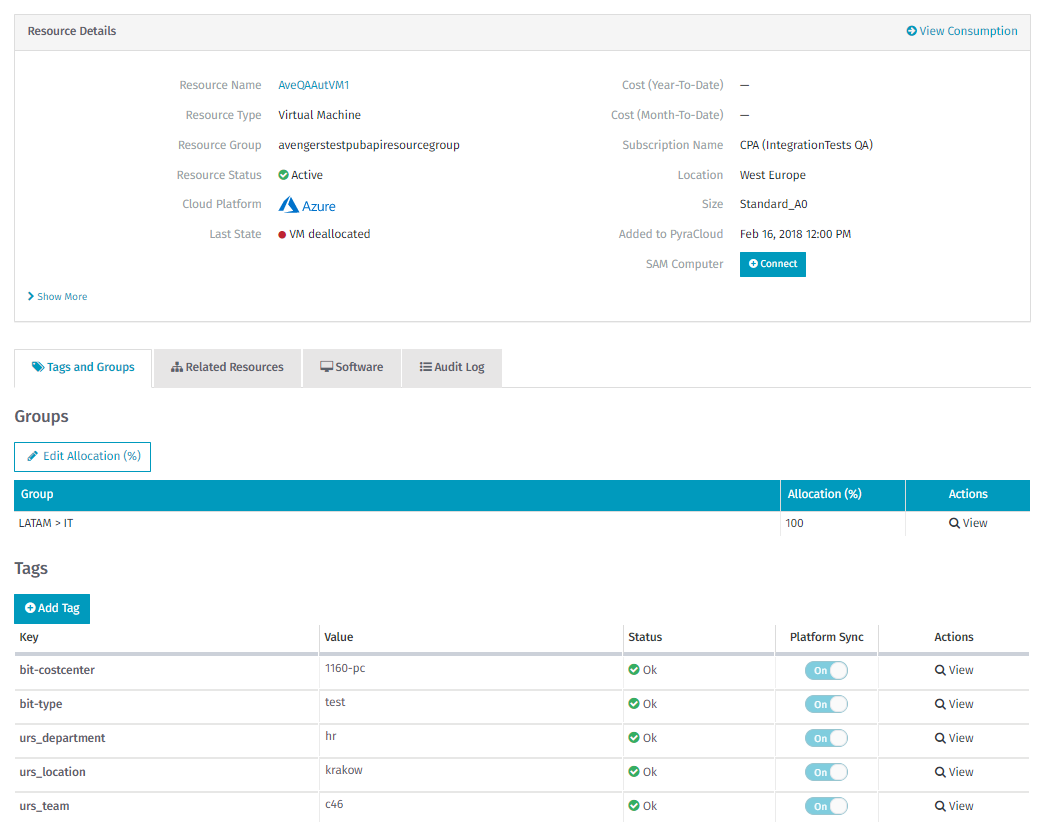 Resource Details
View Consumption
Resource Name AveQAAutVM1
Cost (Year-To-Date) —
Resource Type Virtual Machine
Cost (Month-To-Date) —
Resource Group avengerstestpubapiresourcegroup
Subscription Name CPA (IntegrationTests QA)
Resource Status Active
Location West Europe
Cloud Platform Azure
Size Standard_A0
Last State VM deallocated
Added to PyraCloud Feb 16, 2018 12:00 PM
SAM Computer Connect
Show More
Tags and Groups Related Resources Software Audit Log
Groups
Edit Allocation (%)
Group Allocation (%) Actions
LATAM > IT 100 View
Tags
Add Tag
Key Value Status Platform Sync Actions
bit-costcenter 1160-pc Ok On View
bit-type test Ok On View
urs_department hr Ok On View
urs_location krakow Ok On View
urs_team c46 Ok On View